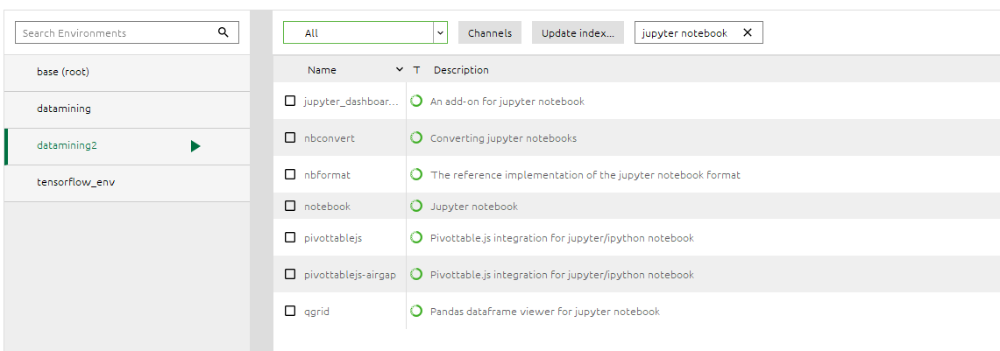 Search Environments
All
Channels
Update index...
jupyter notebook
base (root)
datamining
datamining2
tensorflow_env
Name
T
Description
jupyter_dashboar...
An add-on for jupyter notebook
nbconvert
Converting jupyter notebooks
nbformat
The reference implementation of the jupyter notebook format
notebook
Jupyter notebook
pivottablejs
Pivottable.js integration for jupyter/ipython notebook
pivottablejs-airgap
Pivottable.js integration for jupyter/ipython notebook
qgrid
Pandas dataframe viewer for jupyter notebook